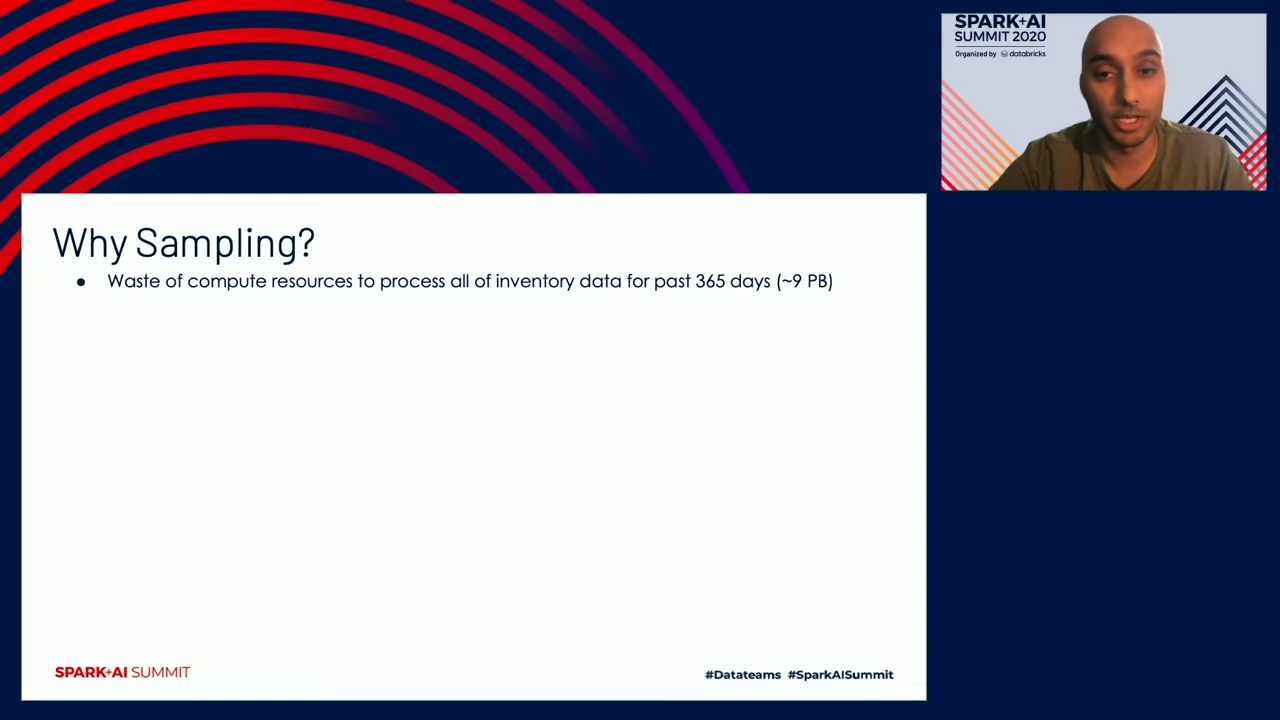 SPARK+AI
SUMMIT 2020
Organized by databricks
Why Sampling?
● Waste of compute resources to process all of inventory data for past 365 days (~9 PB)
SPARK+AI SUMMIT
#Datateams #SparkAISummit